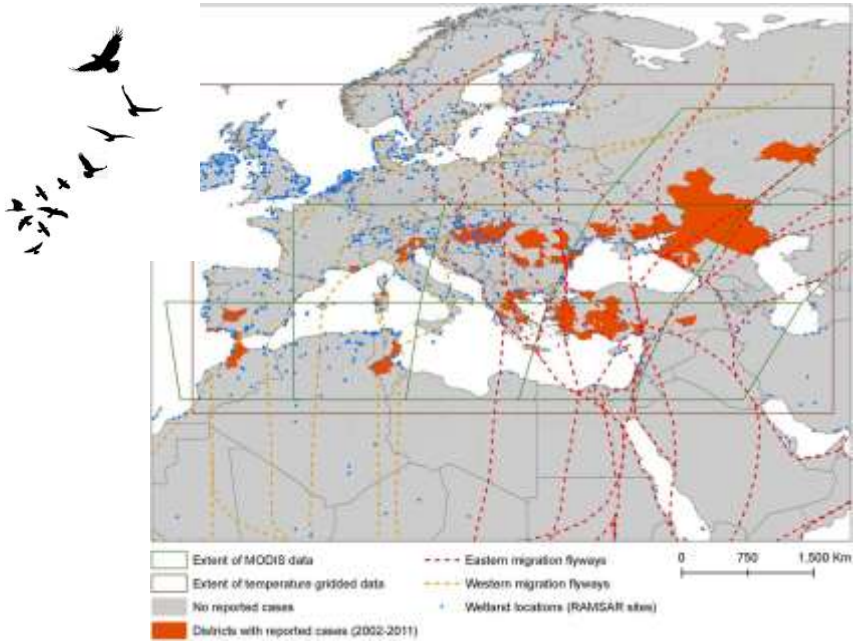 Extent of MODIS data
Extent of temperature gridded data
No reported cases
Districts with reported cases (2002-2011)
Eastern migration flyways
Western migration flyways
Wetland locations (RAMSAR sites)
0 750 1,500 Km